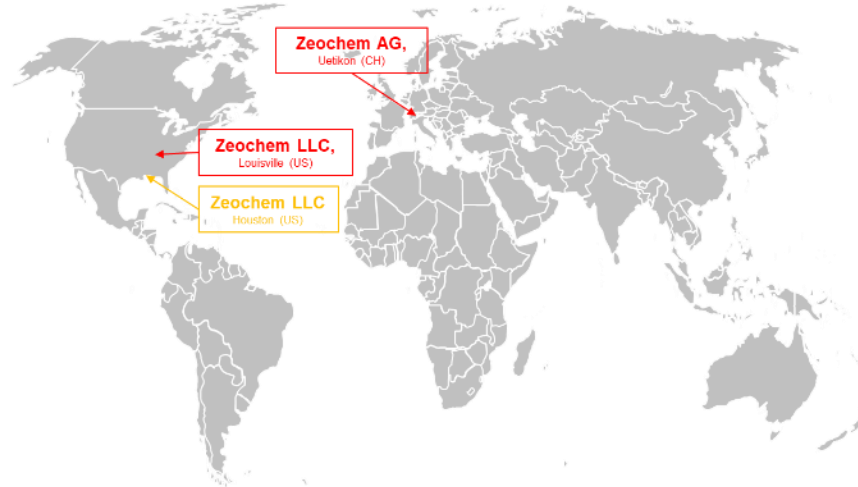 Zeochem AG,
Uetikon (CH)
Zeochem LLC,
Louisville (US)
Zeochem LLC
Houston (US)